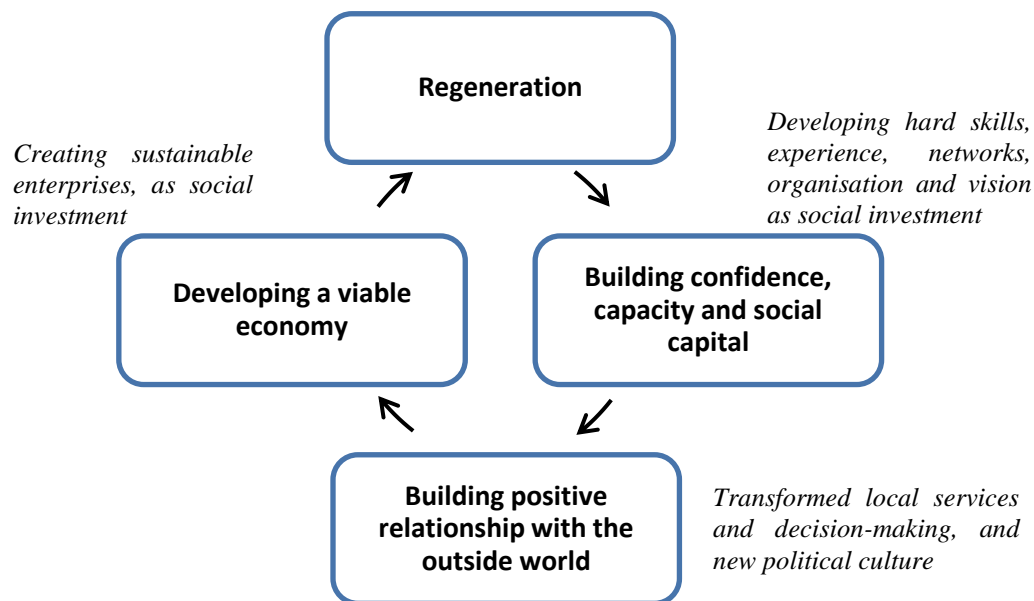 Regeneration
Developing hard skills,
experience, networks,
organisation and vision
as social investment
Creating sustainable
enterprises, as social
investment
Developing a viable
economy
Building confidence,
capacity and social
capital
Building positive
relationship with the
outside world
Transformed local services
and decision-making, and
new political culture